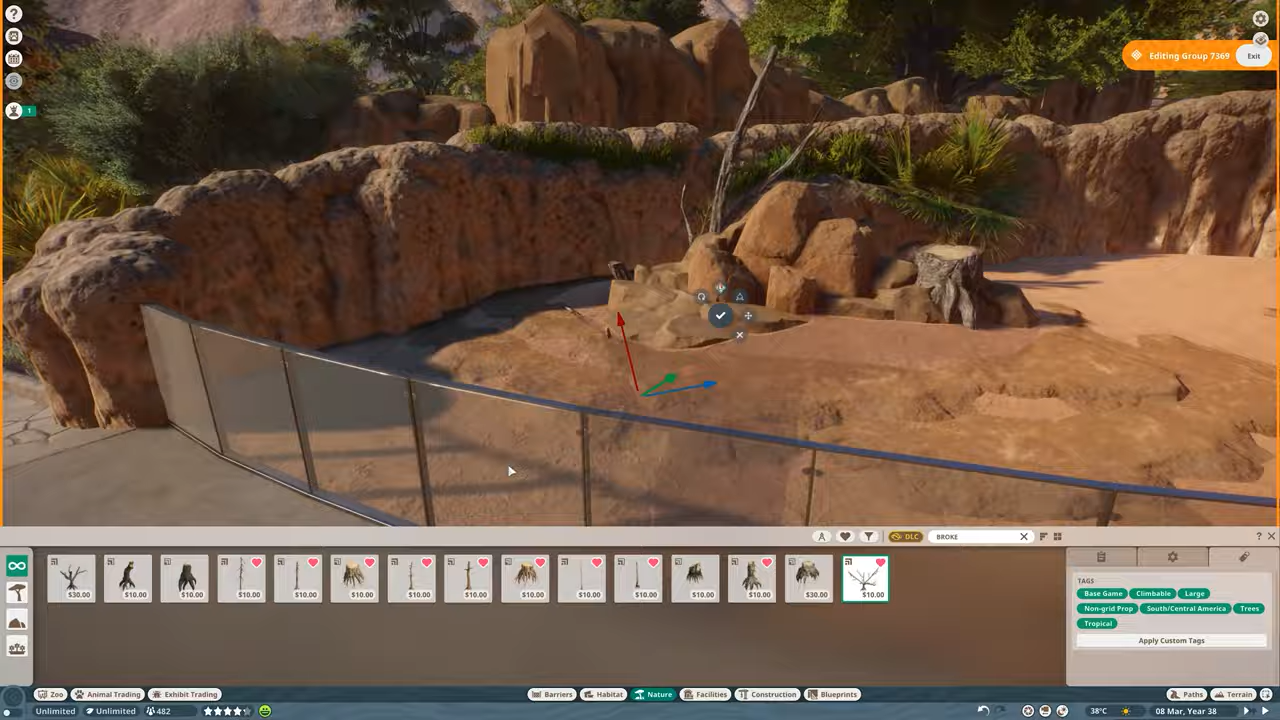 ?
Editing Group 7369
Exit
1
DLC
BROKE
?
$30.00
$10.00
$10.00
$10.00
$10.00
$10.00
$10.00
$10.00
$10.00
$10.00
$10.00
$10.00
$10.00
$30.00
$10.00
TAGS
Base Game
Climbable
Large
Non-grid Prop
South/Central America
Trees
Tropical
Apply Custom Tags
Zoo
Animal Trading
Exhibit Trading
Barriers
Habitat
Nature
Facilities
Construction
Blueprints
Paths
Terrain
Unlimited
Unlimited
482
38°C
08 Mar, Year 38